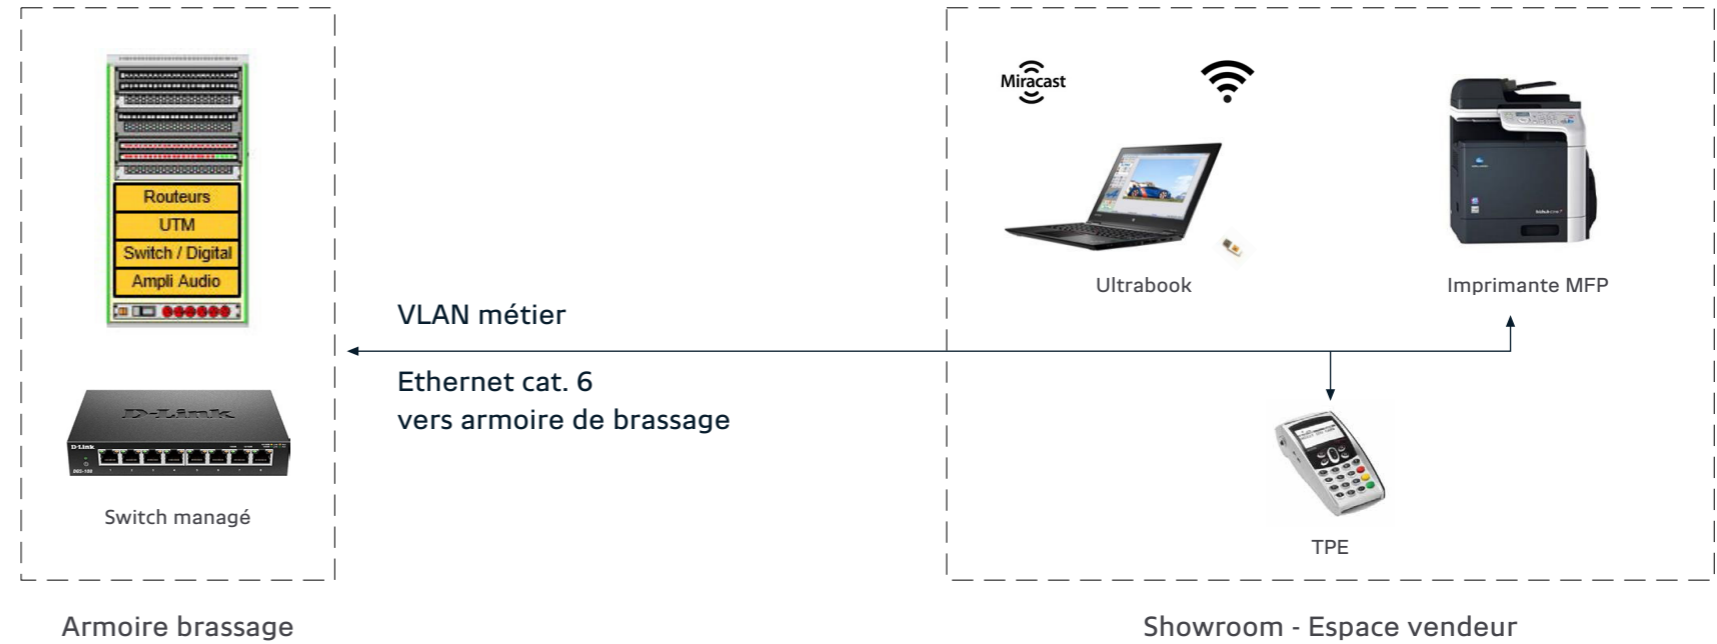 Routeurs
UTM
Switch / Digital
Ampli Audio
D-Link
D-Link
Switch managé
Armoire brassage
VLAN métier
Ethernet cat. 6
vers armoire de brassage
Miracast
Ultrabook
Imprimante MFP
TPE
Showroom - Espace vendeur